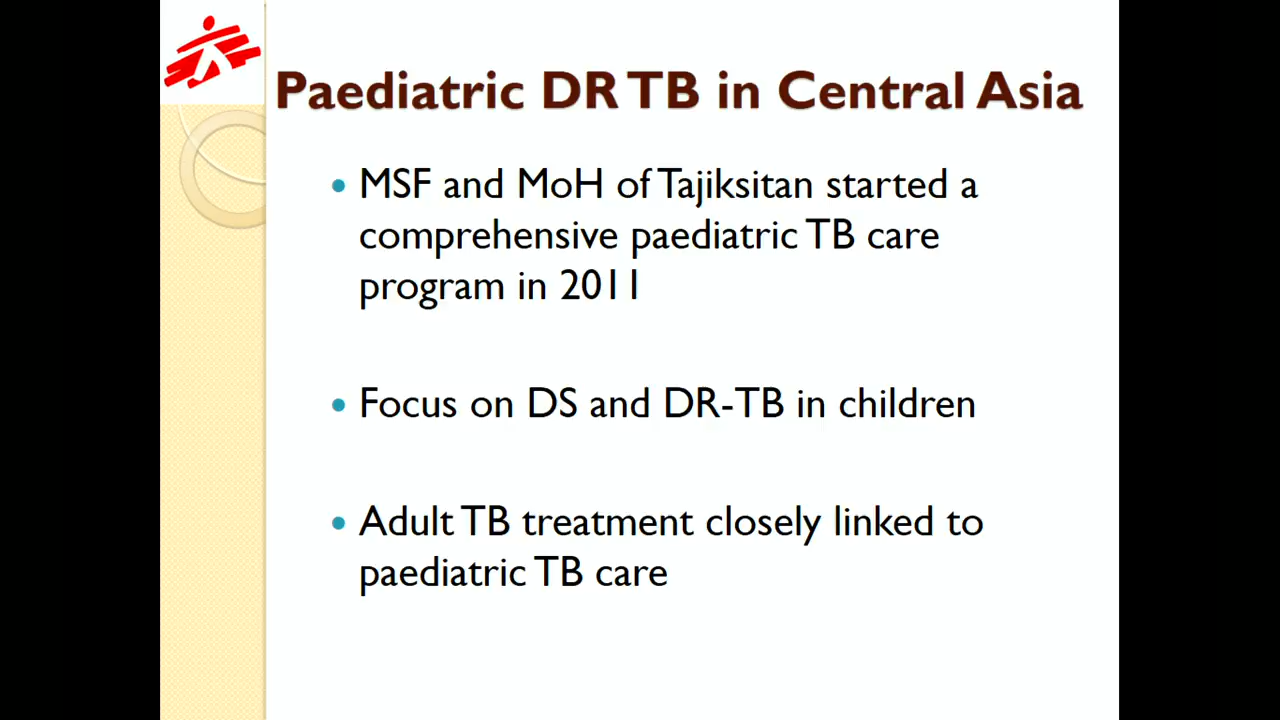 Paediatric DR TB in Central Asia
• MSF and MoH of Tajiksitan started a
comprehensive paediatric TB care
program in 2011
• Focus on DS and DR-TB in children
• Adult TB treatment closely linked to
paediatric TB care